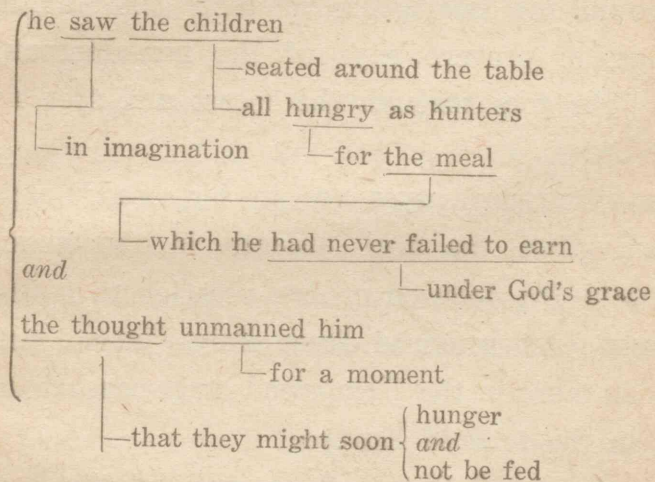 he saw the children
seated around the table
all hungry as hunters
in imagination
for the meal
which he had never failed to earn
and
under God's grace
the thought unmanned him
for a moment
that they might soon
hunger
and
not be fed